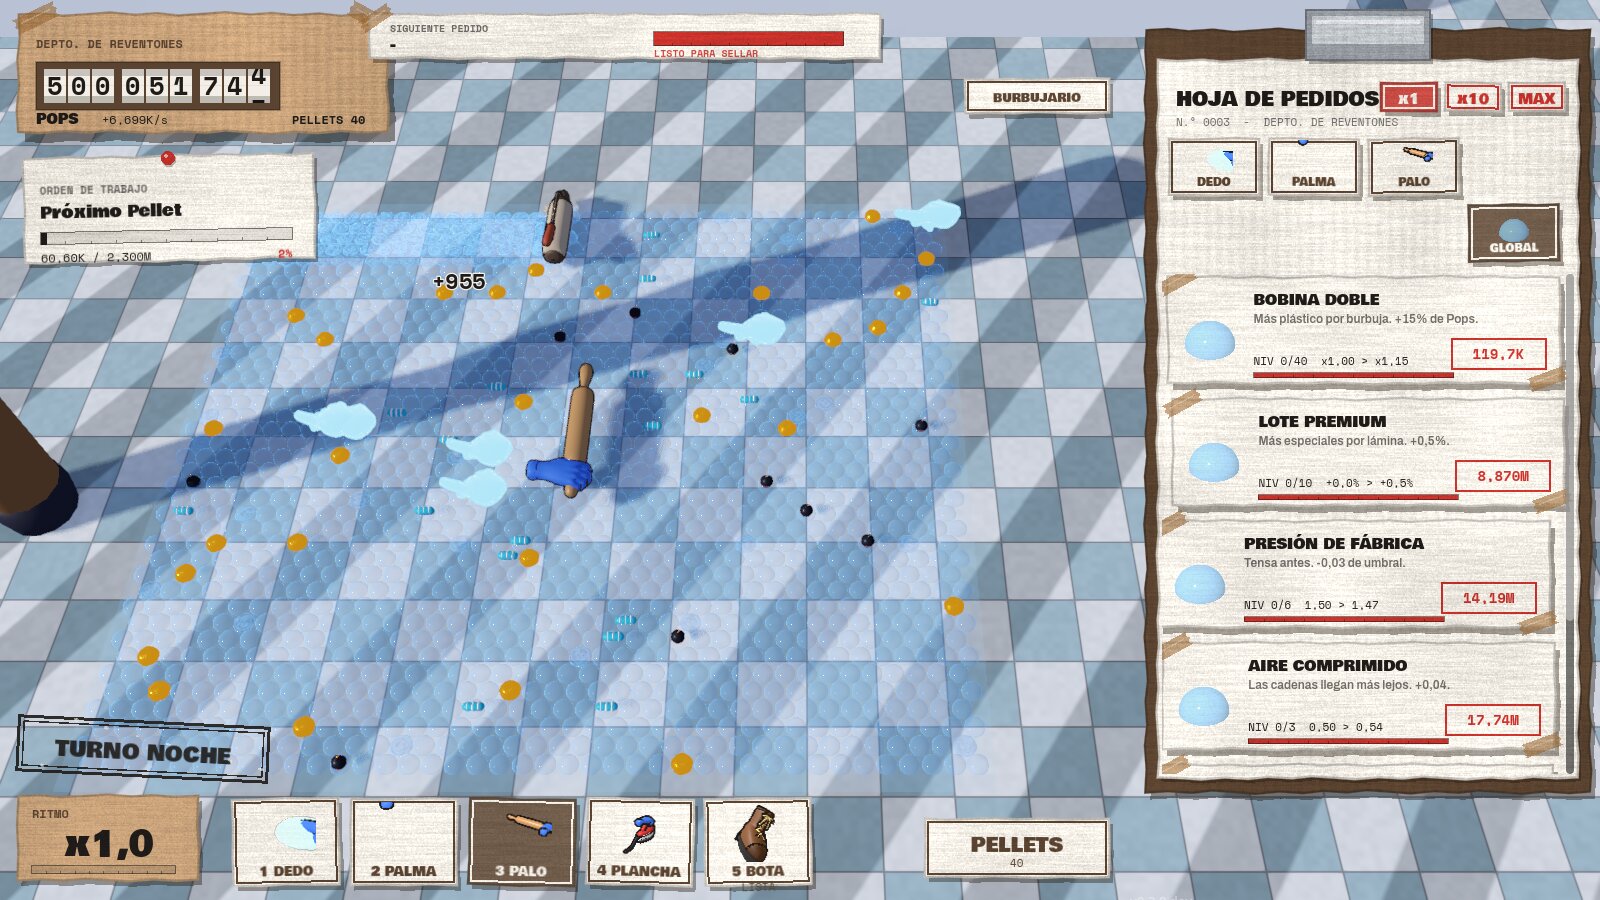 DEPTO. DE REVENTONES
500 051 744
POPS +6,699K/s PELLETS 40
SIGUIENTE PEDIDO
-
LISTO PARA SELLAR
BURBUJARIO
ORDEN DE TRABAJO
Próximo Pellet
60,60K / 2,300M 2%
+955
TURNO NOCHE
RITMO
x1,0
1 DEDO
2 PALMA
3 PALO
4 PLANCHA
5 BOTA
LISTA
PELLETS
40
HOJA DE PEDIDOS x1 x10 MAX
N.° 0003 - DEPTO. DE REVENTONES
DEDO
PALMA
PALO
GLOBAL
BOBINA DOBLE
Más plástico por burbuja. +15% de Pops.
119,7K
NIV 0/40 x1,00 > x1,15
LOTE PREMIUM
Más especiales por lámina. +0,5%.
8,870M
NIV 0/10 +0,0% > +0,5%
PRESIÓN DE FÁBRICA
Tensa antes. -0,03 de umbral.
14,19M
NIV 0/6 1,50 > 1,47
AIRE COMPRIMIDO
Las cadenas llegan más lejos. +0,04.
17,74M
NIV 0/3 0,50 > 0,54